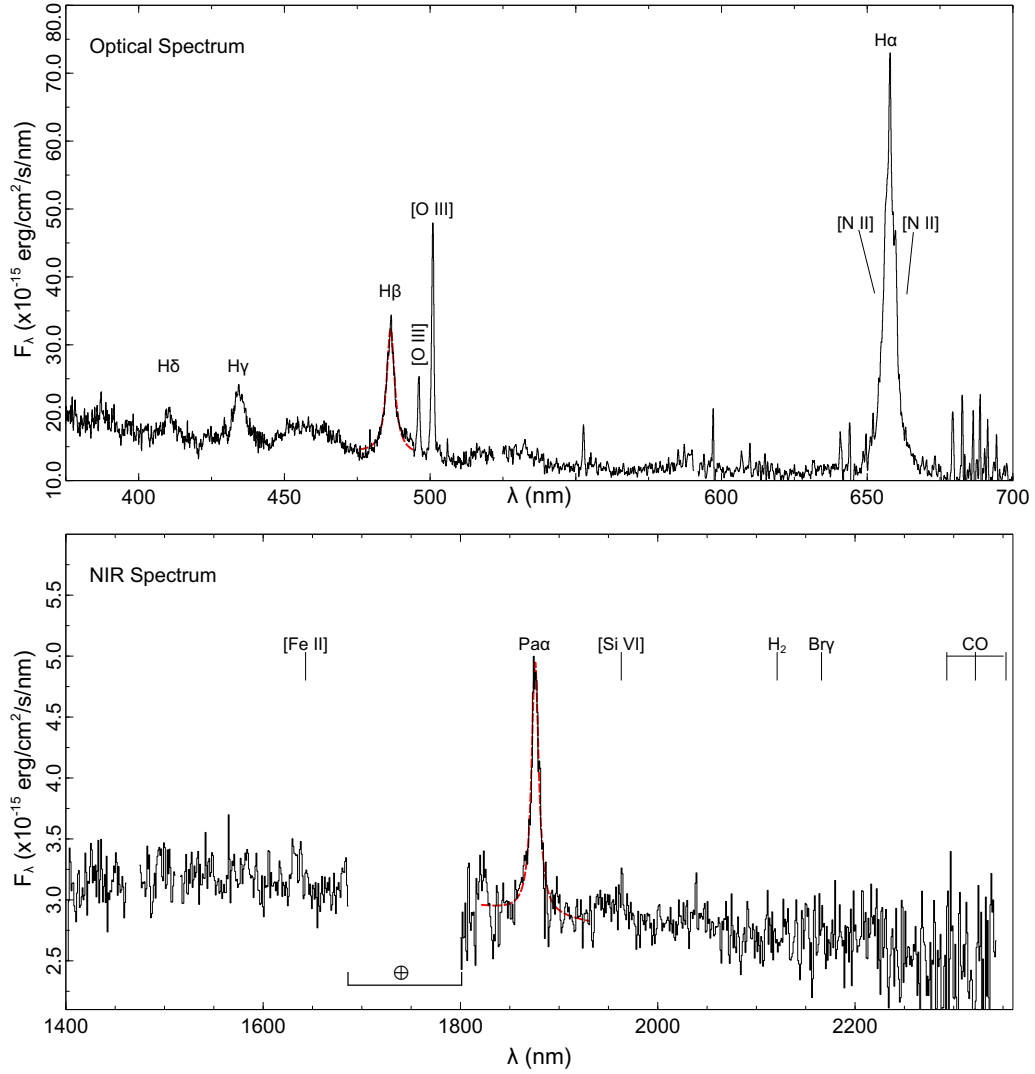 Optical Spectrum
Hα
[N II] [N II]
[O III]
Hβ
[O III]
Hδ
Hγ
F_λ (x10⁻¹⁵ erg/cm²/s/nm)
80.0
70.0
60.0
50.0
40.0
30.0
20.0
10.0
400 450 500 600 650 700
λ (nm)
NIR Spectrum
[Fe II] Paα [Si VI] H₂ Brγ CO
F_λ (x10⁻¹⁵ erg/cm²/s/nm)
5.5
5.0
4.5
4.0
3.5
3.0
2.5
⊕
1400 1600 1800 2000 2200
λ (nm)